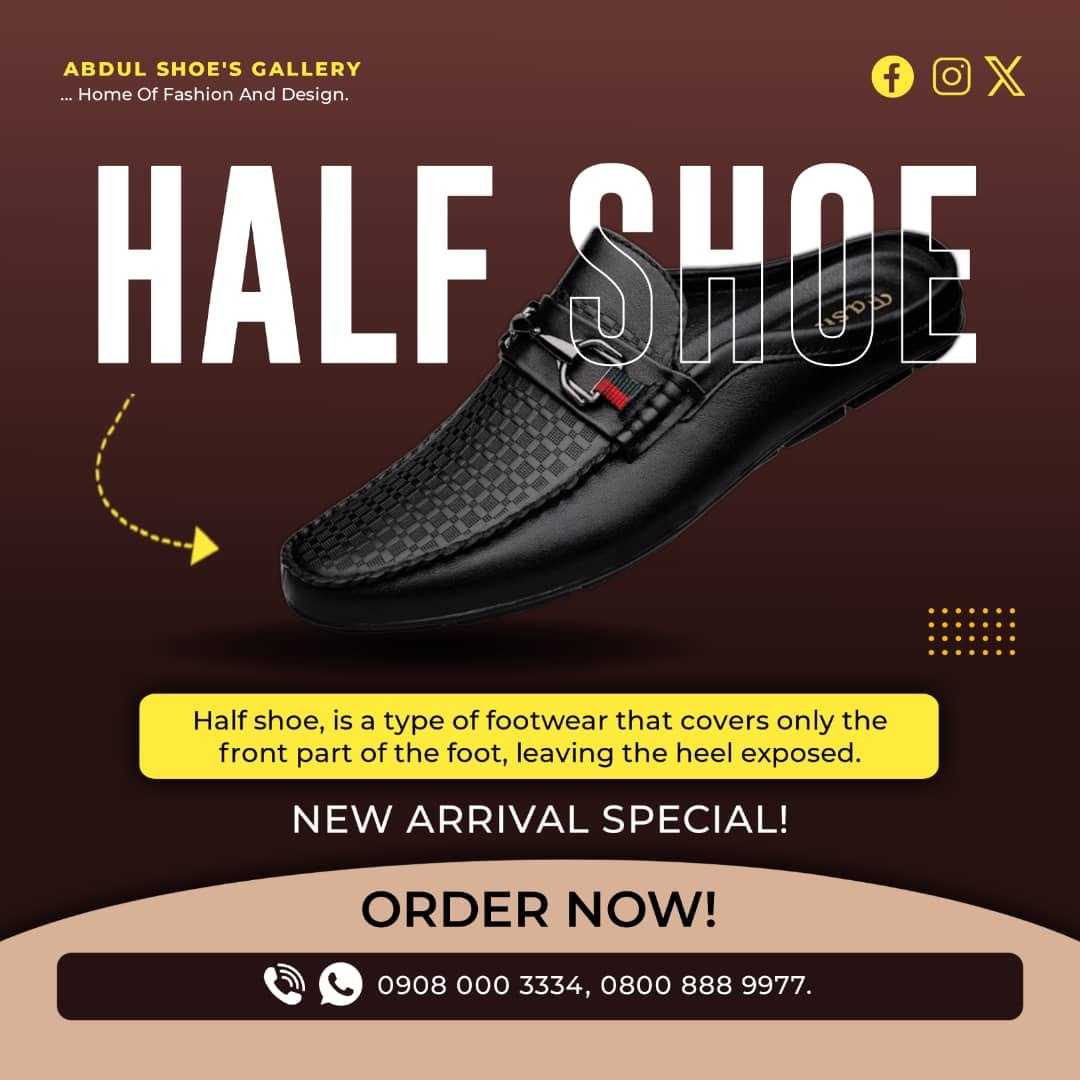 ABDUL SHOE'S GALLERY
... Home Of Fashion And Design.
HALF SHOE
Half shoe, is a type of footwear that covers only the
front part of the foot, leaving the heel exposed.
NEW ARRIVAL SPECIAL!
ORDER NOW!
0908 000 3334, 0800 888 9977.